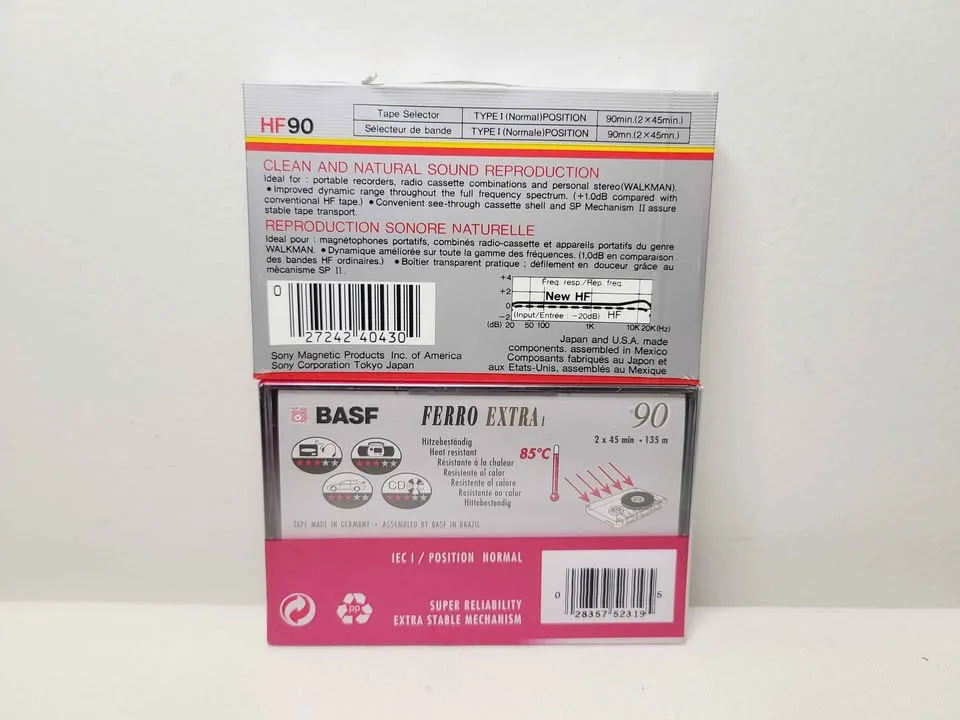 HF90
Tape Selector TYPE I (Normal)POSITION 90min.(2×45min.)
Sélecteur de bande TYPE I (Normale)POSITION 90mn.(2×45mn.)
CLEAN AND NATURAL SOUND REPRODUCTION
Ideal for : portable recorders, radio cassette combinations and personal stereo(WALKMAN).
● Improved dynamic range throughout the full frequency spectrum. (+1.0dB compared with
conventional HF tape.) ● Convenient see-through cassette shell and SP Mechanism II assure
stable tape transport.
REPRODUCTION SONORE NATURELLE
Ideal pour : magnétophones portatifs, combinés radio-cassette et appareils portatifs du genre
WALKMAN. ● Dynamique améliorée sur toute la gamme des fréquences. (1,0dB en comparaison
des bandes HF ordinaires.) ● Boîtier transparent pratique ; défilement en douceur grâce au
mécanisme SP II.
0
27242 40430
Sony Magnetic Products Inc. of America
Sony Corporation Tokyo Japan
Freq. resp./Rép. freq.
+4
+2
0
-2
New HF
(Input/Entrée : -20dB) HF
(dB) 20 50 100 1K 10K 20K(Hz)
Japan and U.S.A. made
components. assembled in Mexico
Composants fabriqués au Japon et
aux Etats-Unis, assemblés au Mexique
BASF FERRO EXTRA I 90
2 x 45 min • 135 m
Hitzebeständig
Heat resistant
Résistante à la chaleur
Resistente al calor
Resistente al calore
Resistente ao calor
Hittebestendig
85°C
CD
TAPE MADE IN GERMANY • ASSEMBLED BY BASF IN BRAZIL
IEC I / POSITION NORMAL
PP
SUPER RELIABILITY
EXTRA STABLE MECHANISM
0 28357 52319 5